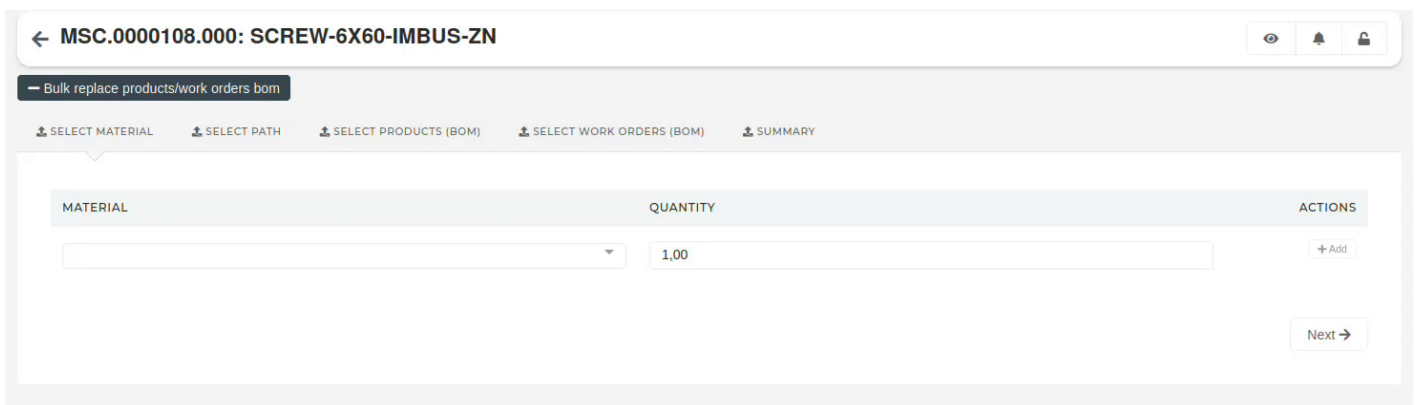 MSC.0000108.000: SCREW-6X60-IMBUS-ZN
Bulk replace products/work orders bom
SELECT MATERIAL SELECT PATH SELECT PRODUCTS (BOM) SELECT WORK ORDERS (BOM) SUMMARY
MATERIAL QUANTITY ACTIONS
1,00 + Add
Next